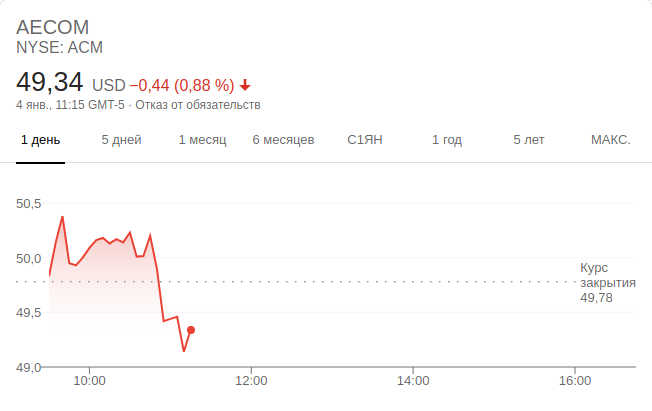 AECOM
NYSE: ACM
49,34 USD −0,44 (0,88 %)
4 янв., 11:15 GMT-5 · Отказ от обязательств
1 день 5 дней 1 месяц 6 месяцев С1ЯН 1 год 5 лет МАКС.
50,5
50,0
Курс
закрытия
49,78
49,5
49,0
10:00 12:00 14:00 16:00